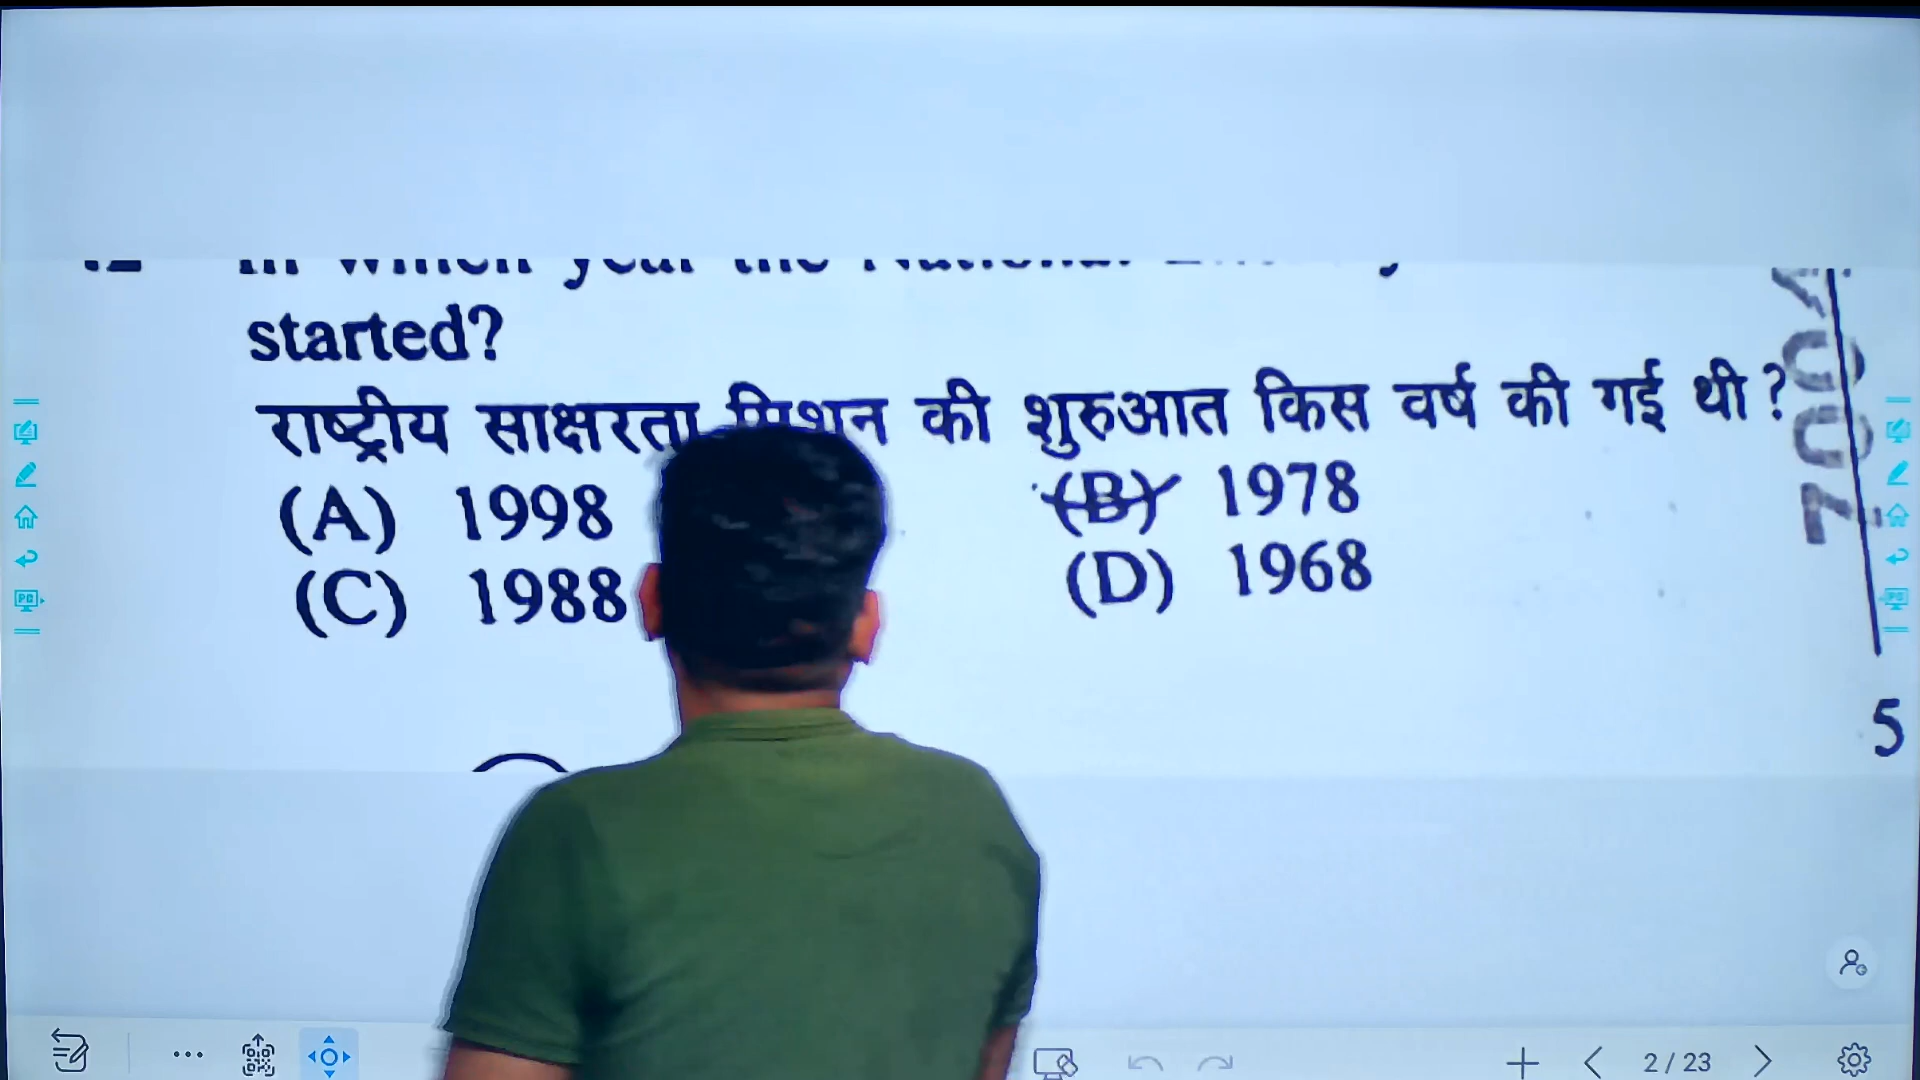 started?
राष्ट्रीय साक्षरता मिशन की शुरुआत किस वर्ष की गई थी ?
(A) 1998 (B) 1978
(C) 1988 (D) 1968
5
2 / 23